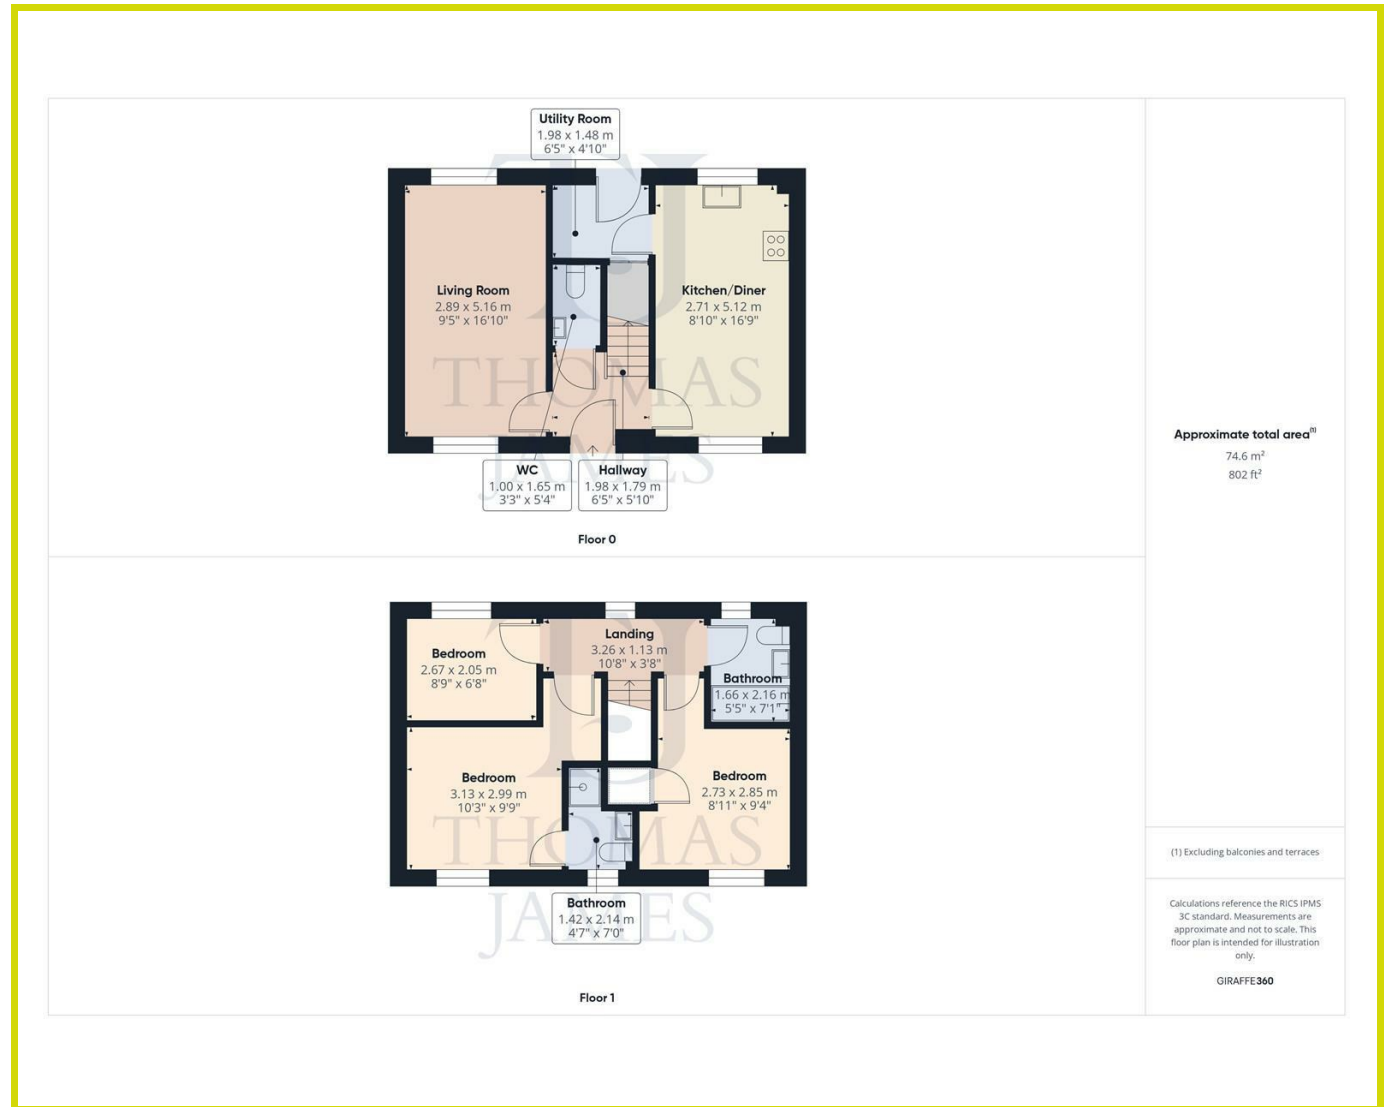 Utility Room
1.98 x 1.48 m
6'5" x 4'10"
Living Room
2.89 x 5.16 m
9'5" x 16'10"
Kitchen/Diner
2.71 x 5.12 m
8'10" x 16'9"
TJ
THOMAS
JAMES
WC
1.00 x 1.65 m
3'3" x 5'4"
Hallway
1.98 x 1.79 m
6'5" x 5'10"
Floor 0
Landing
3.26 x 1.13 m
10'8" x 3'8"
Bedroom
2.67 x 2.05 m
8'9" x 6'8"
Bathroom
1.66 x 2.16 m
5'5" x 7'1"
Bedroom
3.13 x 2.99 m
10'3" x 9'9"
Bedroom
2.73 x 2.85 m
8'11" x 9'4"
TJ
THOMAS
JAMES
Bathroom
1.42 x 2.14 m
4'7" x 7'0"
Floor 1
Approximate total area(1)
74.6 m²
802 ft²
(1) Excluding balconies and terraces
Calculations reference the RICS IPMS
3C standard. Measurements are
approximate and not to scale. This
floor plan is intended for illustration
only.
GIRAFFE360